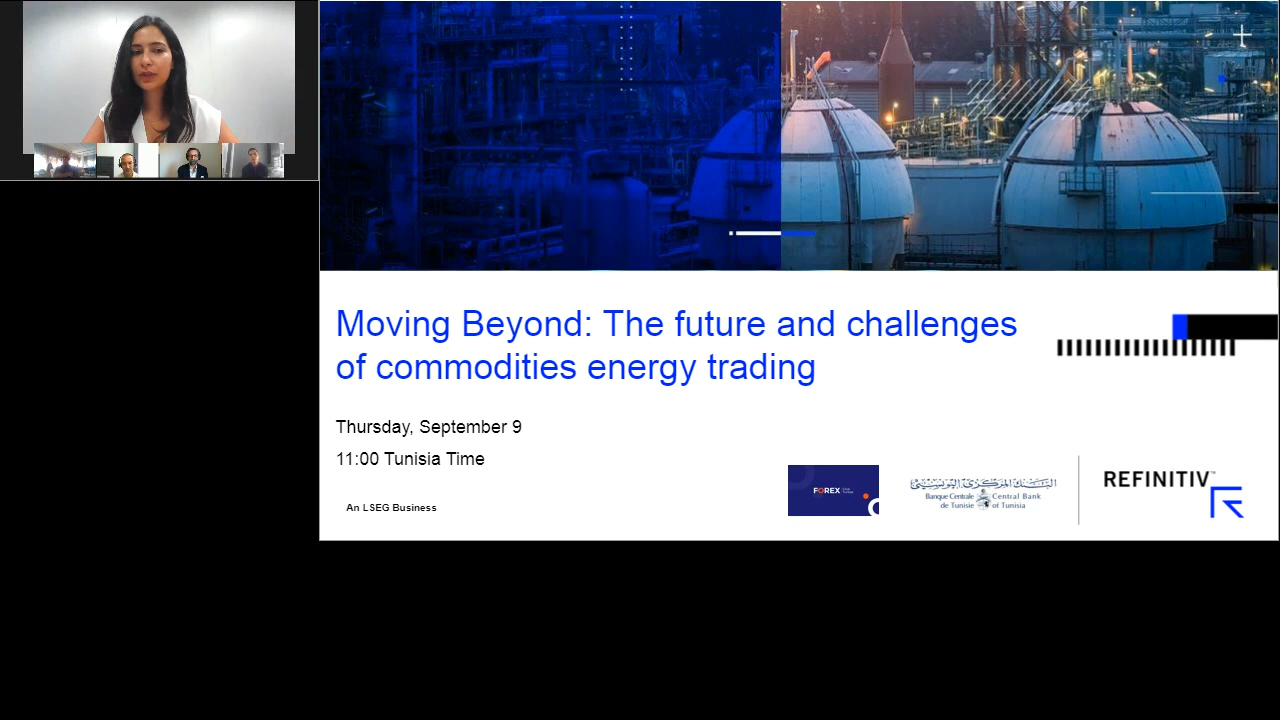 Moving Beyond: The future and challenges
of commodities energy trading
Thursday, September 9
11:00 Tunisia Time
An LSEG Business
FOREX
البنك المركزي التونسي
Banque Centrale
de Tunisie
Central Bank
of Tunisia
REFINITIV™